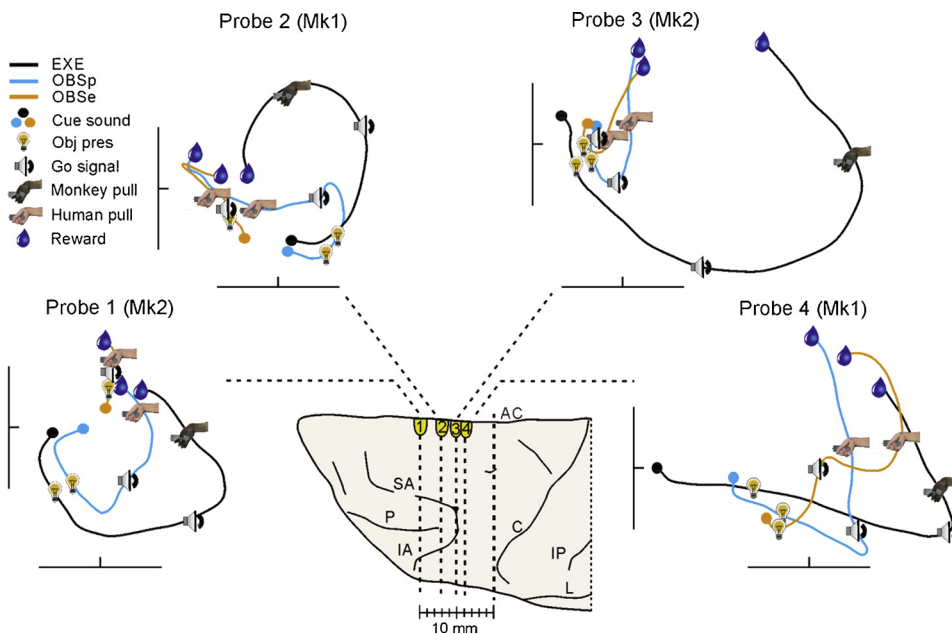 Probe 2 (Mk1)
Probe 3 (Mk2)
EXE
OBSp
OBSe
Cue sound
Obj pres
Go signal
Monkey pull
Human pull
Reward
Probe 1 (Mk2)
Probe 4 (Mk1)
AC
1 2 3 4
SA
P
IA
C
IP
L
10 mm